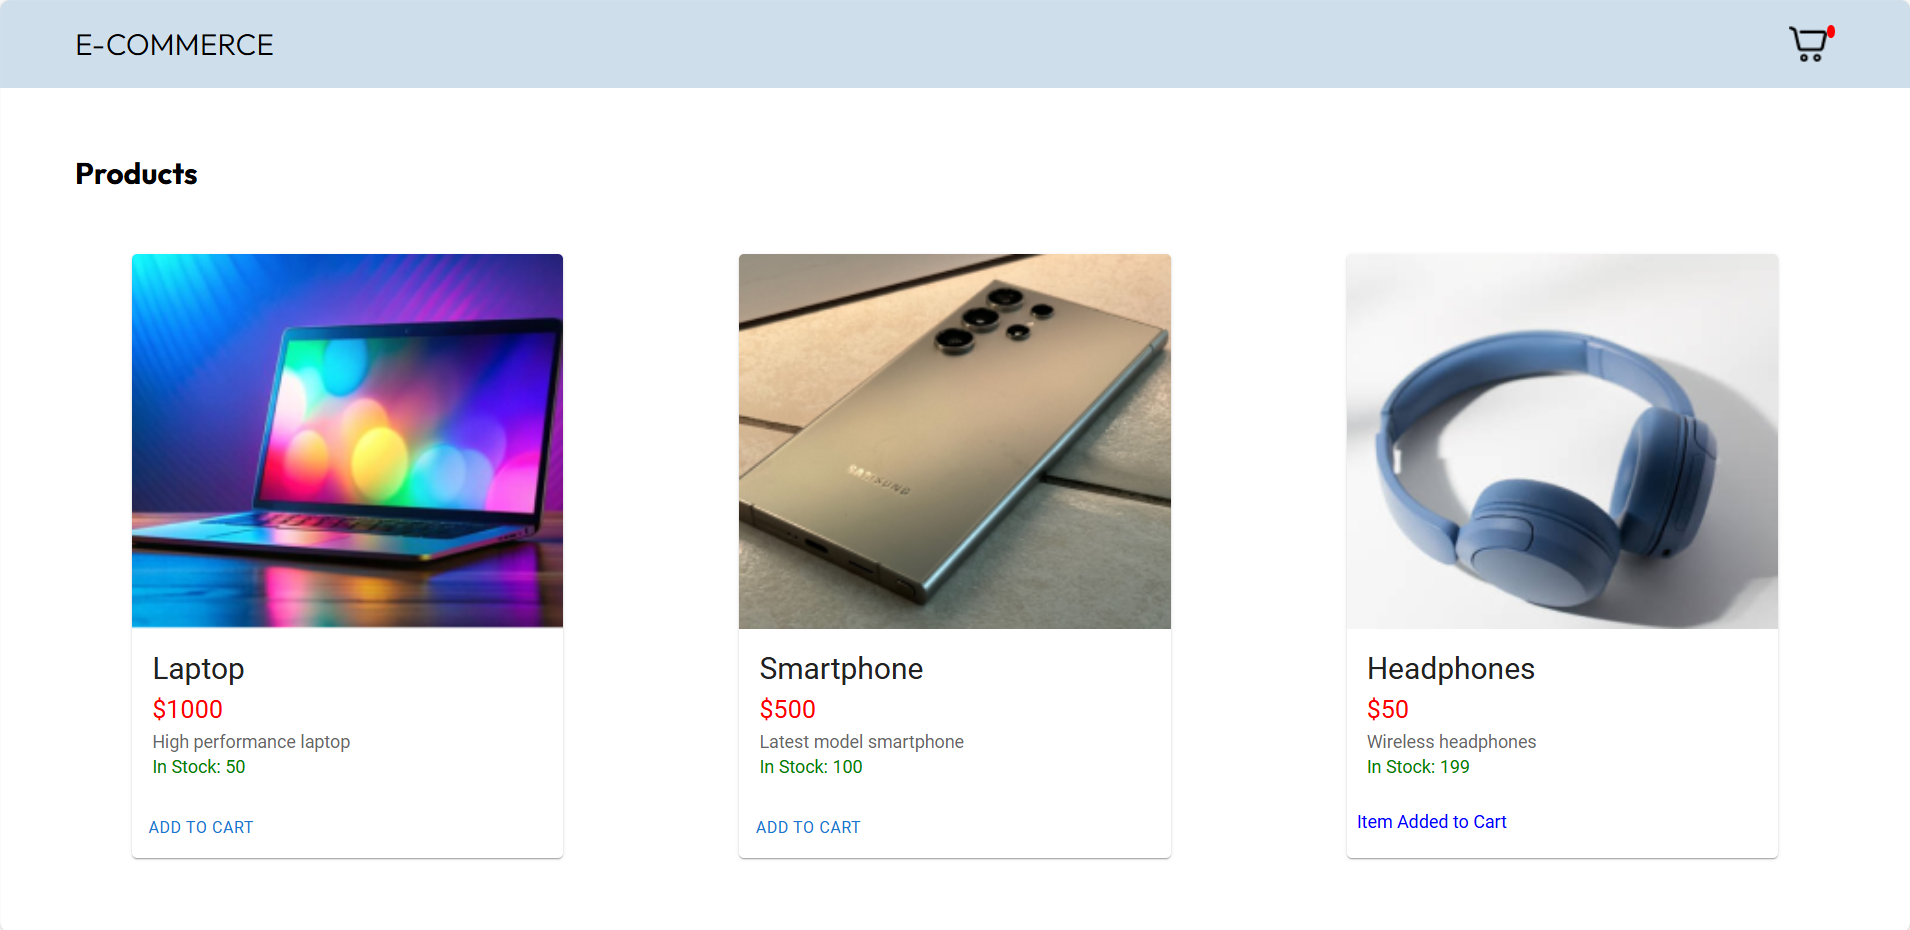 E-COMMERCE
Products
SAMSUNG
Laptop
$1000
High performance laptop
In Stock: 50
ADD TO CART
Smartphone
$500
Latest model smartphone
In Stock: 100
ADD TO CART
Headphones
$50
Wireless headphones
In Stock: 199
Item Added to Cart